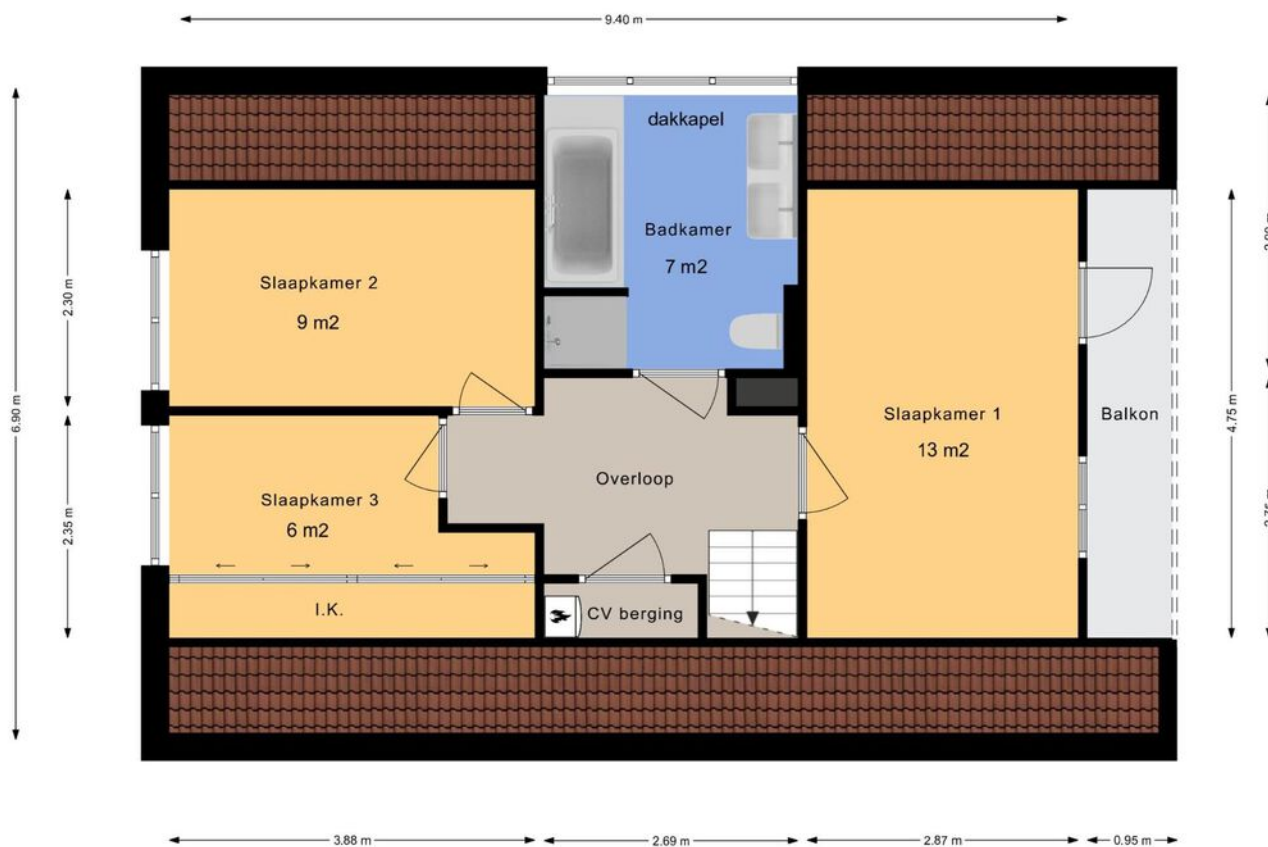 9.40 m
dakkapel
Badkamer
7 m2
Slaapkamer 2
9 m2
2.30 m
6.90 m
4.75 m
Slaapkamer 1
13 m2
Balkon
Overloop
Slaapkamer 3
6 m2
2.35 m
I.K.
CV berging
3.88 m
2.69 m
2.87 m
0.95 m